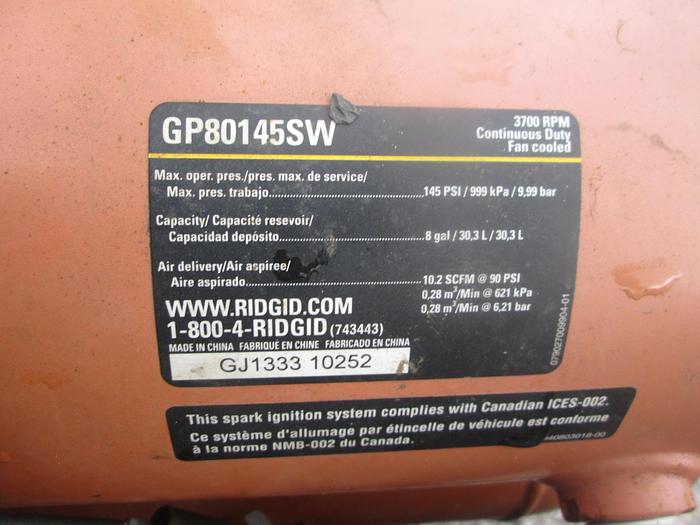 GP80145SW
3700 RPM
Continuous Duty
Fan cooled
Max. oper. pres./pres. max. de service/
Max. pres. trabajo.....................................145 PSI / 999 kPa / 9,99 bar
Capacity/ Capacité resevoir/
Capacidad depósito...................................8 gal / 30,3 L / 30,3 L
Air delivery/Air aspiree/
Aire aspirado...........................................10.2 SCFM @ 90 PSI
0,28 m³/Min @ 621 kPa
0,28 m³/Min @ 6,21 bar
WWW.RIDGID.COM
1-800-4-RIDGID (743443)
MADE IN CHINA FABRIQUÉ EN CHINE FABRICADO EN CHINA
GJ1333 10252
079027009904-01
This spark ignition system complies with Canadian ICES-002.
Ce système d'allumage par étincelle de véhicule est conforme
à la norme NMB-002 du Canada.